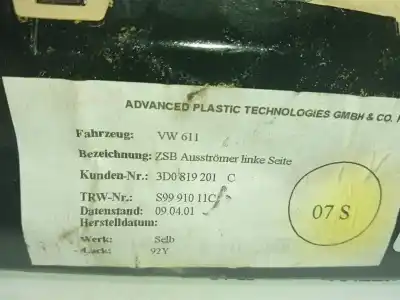 ADVANCED PLASTIC TECHNOLOGIES GMBH & CO.
Fahrzeug: VW 611
Bezeichnung: ZSB Ausströmer linke Seite
Kunden-Nr.: 3D0 819 201 C
TRW-Nr.: S99 910 11C
Datenstand: 09.04.01
Herstelldatum:
Werk: Selb
Lack: 92Y
07 S